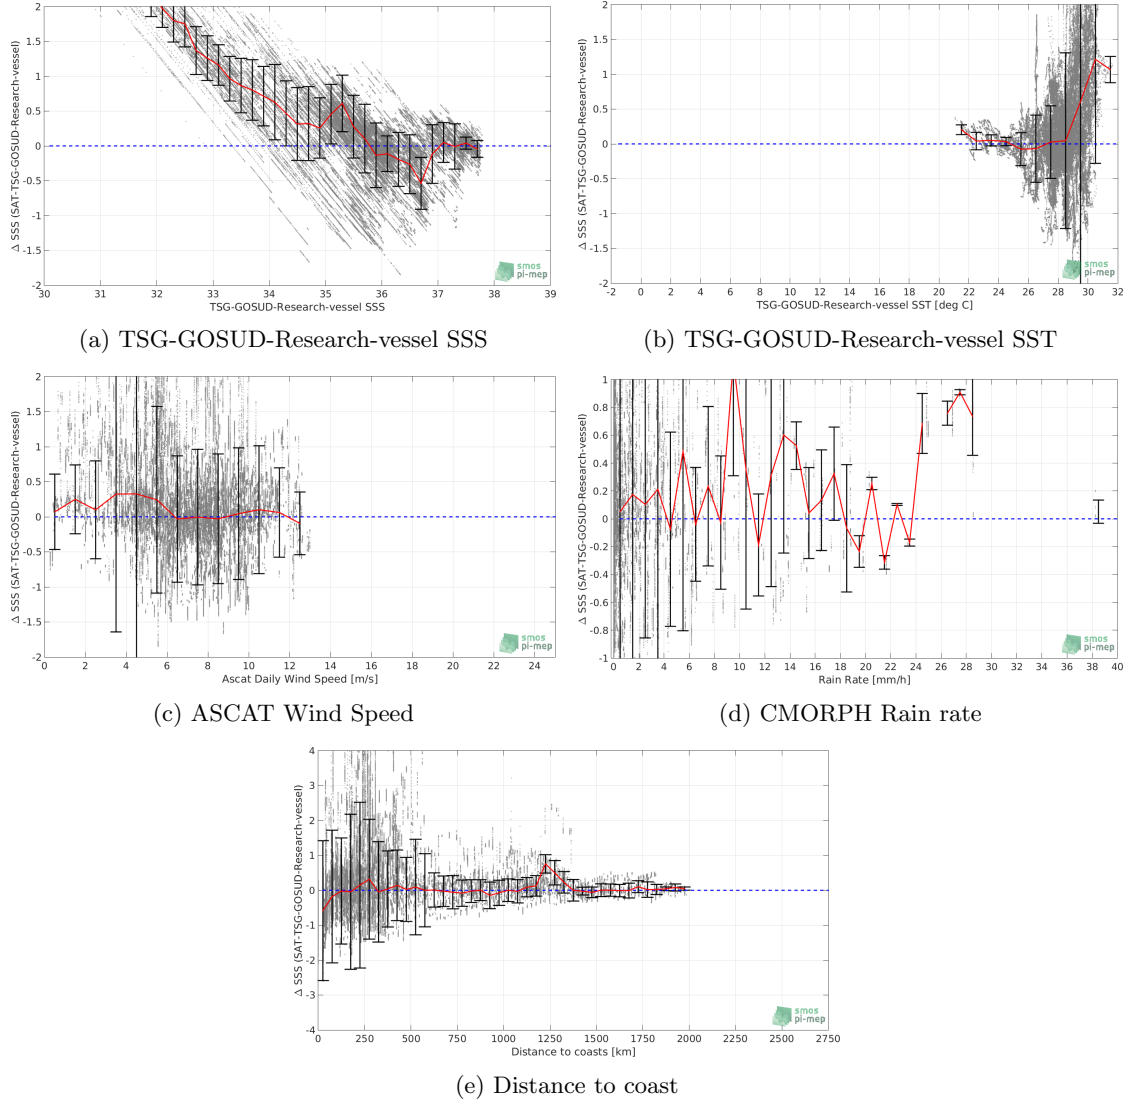 Δ SSS (SAT-TSG-GOSUD-Research-vessel)
2
1.5
1
0.5
0
-0.5
-1
-1.5
-2
30 31 32 33 34 35 36 37 38 39
TSG-GOSUD-Research-vessel SSS
smos
pi-mep
(a) TSG-GOSUD-Research-vessel SSS
Δ SSS (SAT-TSG-GOSUD-Research-vessel)
2
1.5
1
0.5
0
-0.5
-1
-1.5
-2
-2 0 2 4 6 8 10 12 14 16 18 20 22 24 26 28 30 32
TSG-GOSUD-Research-vessel SST [deg C]
smos
pi-mep
(b) TSG-GOSUD-Research-vessel SST
Δ SSS (SAT-TSG-GOSUD-Research-vessel)
2
1.5
1
0.5
0
-0.5
-1
-1.5
-2
0 2 4 6 8 10 12 14 16 18 20 22 24
Ascat Daily Wind Speed [m/s]
smos
pi-mep
(c) ASCAT Wind Speed
Δ SSS (SAT-TSG-GOSUD-Research-vessel)
1
0.8
0.6
0.4
0.2
0
-0.2
-0.4
-0.6
-0.8
-1
0 2 4 6 8 10 12 14 16 18 20 22 24 26 28 30 32 34 36 38 40
Rain Rate [mm/h]
smos
pi-mep
(d) CMORPH Rain rate
Δ SSS (SAT-TSG-GOSUD-Research-vessel)
4
3
2
1
0
-1
-2
-3
-4
0 250 500 750 1000 1250 1500 1750 2000 2250 2500 2750
Distance to coasts [km]
smos
pi-mep
(e) Distance to coast